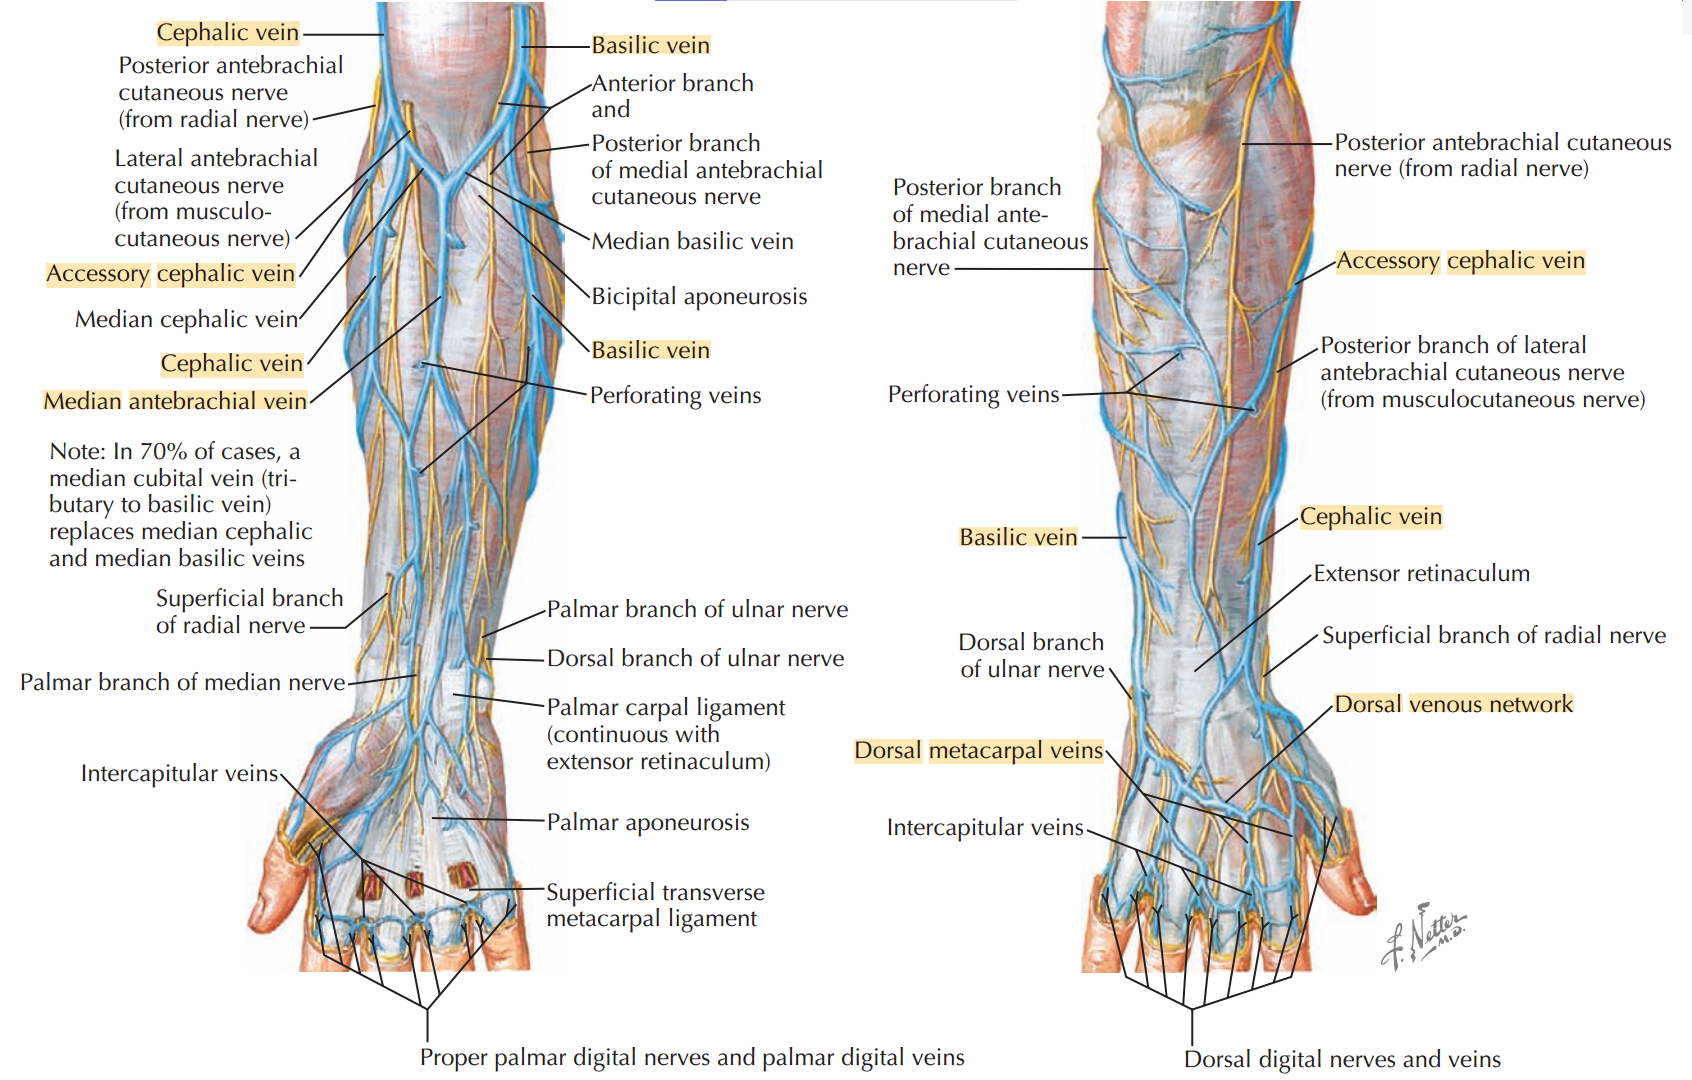 Cephalic vein
Posterior antebrachial
cutaneous nerve
(from radial nerve)
Lateral antebrachial
cutaneous nerve
(from musculo-
cutaneous nerve)
Accessory cephalic vein
Median cephalic vein
Cephalic vein
Median antebrachial vein
Note: In 70% of cases, a
median cubital vein (tri-
butary to basilic vein)
replaces median cephalic
and median basilic veins
Superficial branch
of radial nerve
Palmar branch of median nerve
Intercapitular veins
Basilic vein
Anterior branch
and
Posterior branch
of medial antebrachial
cutaneous nerve
Median basilic vein
Bicipital aponeurosis
Basilic vein
Perforating veins
Palmar branch of ulnar nerve
Dorsal branch of ulnar nerve
Palmar carpal ligament
(continuous with
extensor retinaculum)
Palmar aponeurosis
Superficial transverse
metacarpal ligament
Proper palmar digital nerves and palmar digital veins
Posterior branch
of medial ante-
brachial cutaneous
nerve
Perforating veins
Basilic vein
Dorsal branch
of ulnar nerve
Dorsal metacarpal veins
Intercapitular veins
Posterior antebrachial cutaneous
nerve (from radial nerve)
Accessory cephalic vein
Posterior branch of lateral
antebrachial cutaneous nerve
(from musculocutaneous nerve)
Cephalic vein
Extensor retinaculum
Superficial branch of radial nerve
Dorsal venous network
F. Netter
M.D.
Dorsal digital nerves and veins